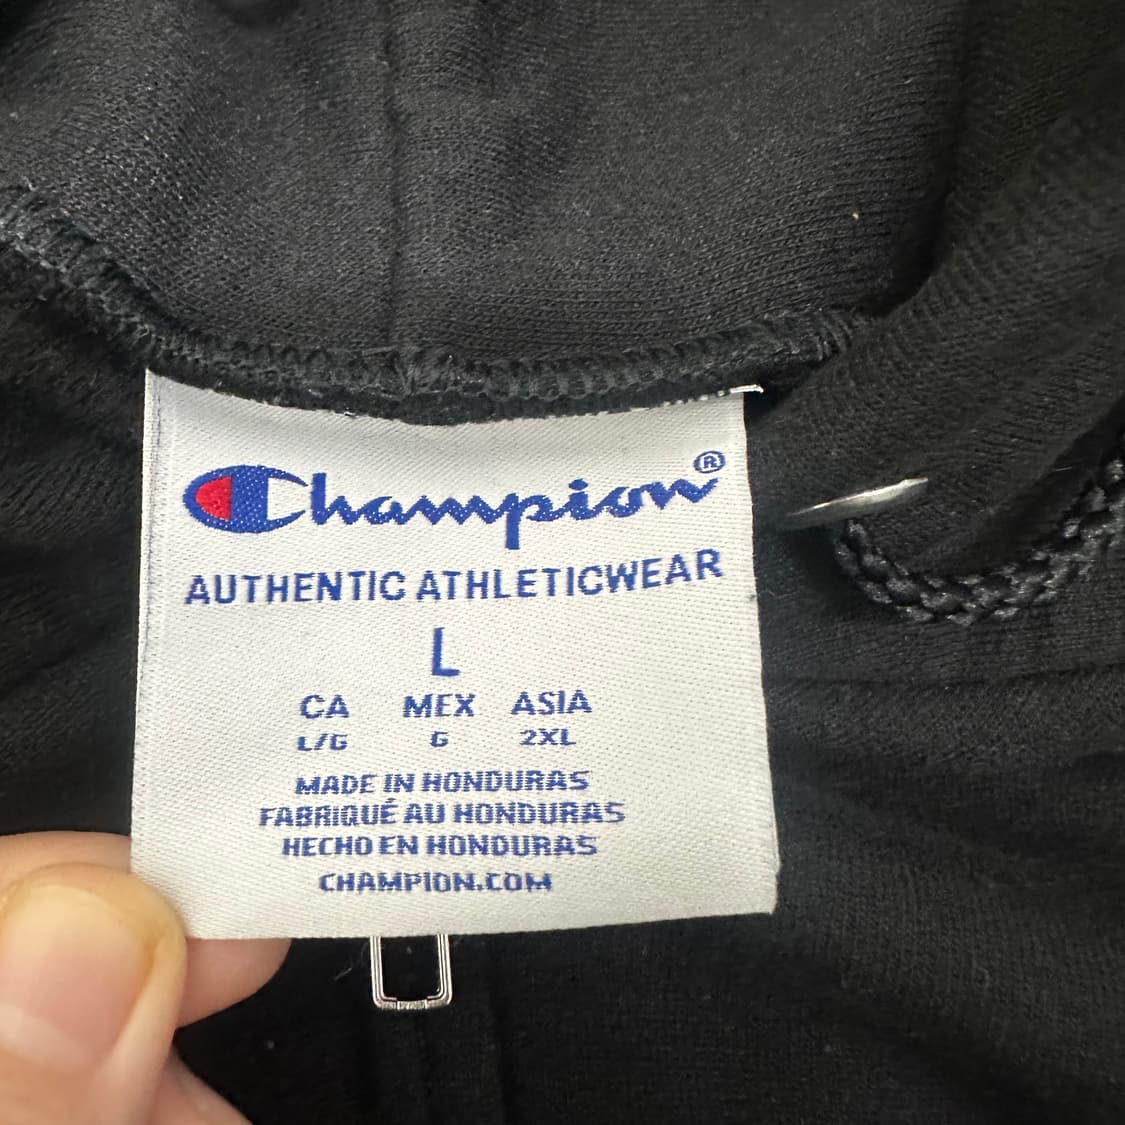 Champion®
AUTHENTIC ATHLETICWEAR
L
CA MEX ASIA
L/G G 2XL
MADE IN HONDURAS
FABRIQUÉ AU HONDURAS
HECHO EN HONDURAS
CHAMPION.COM